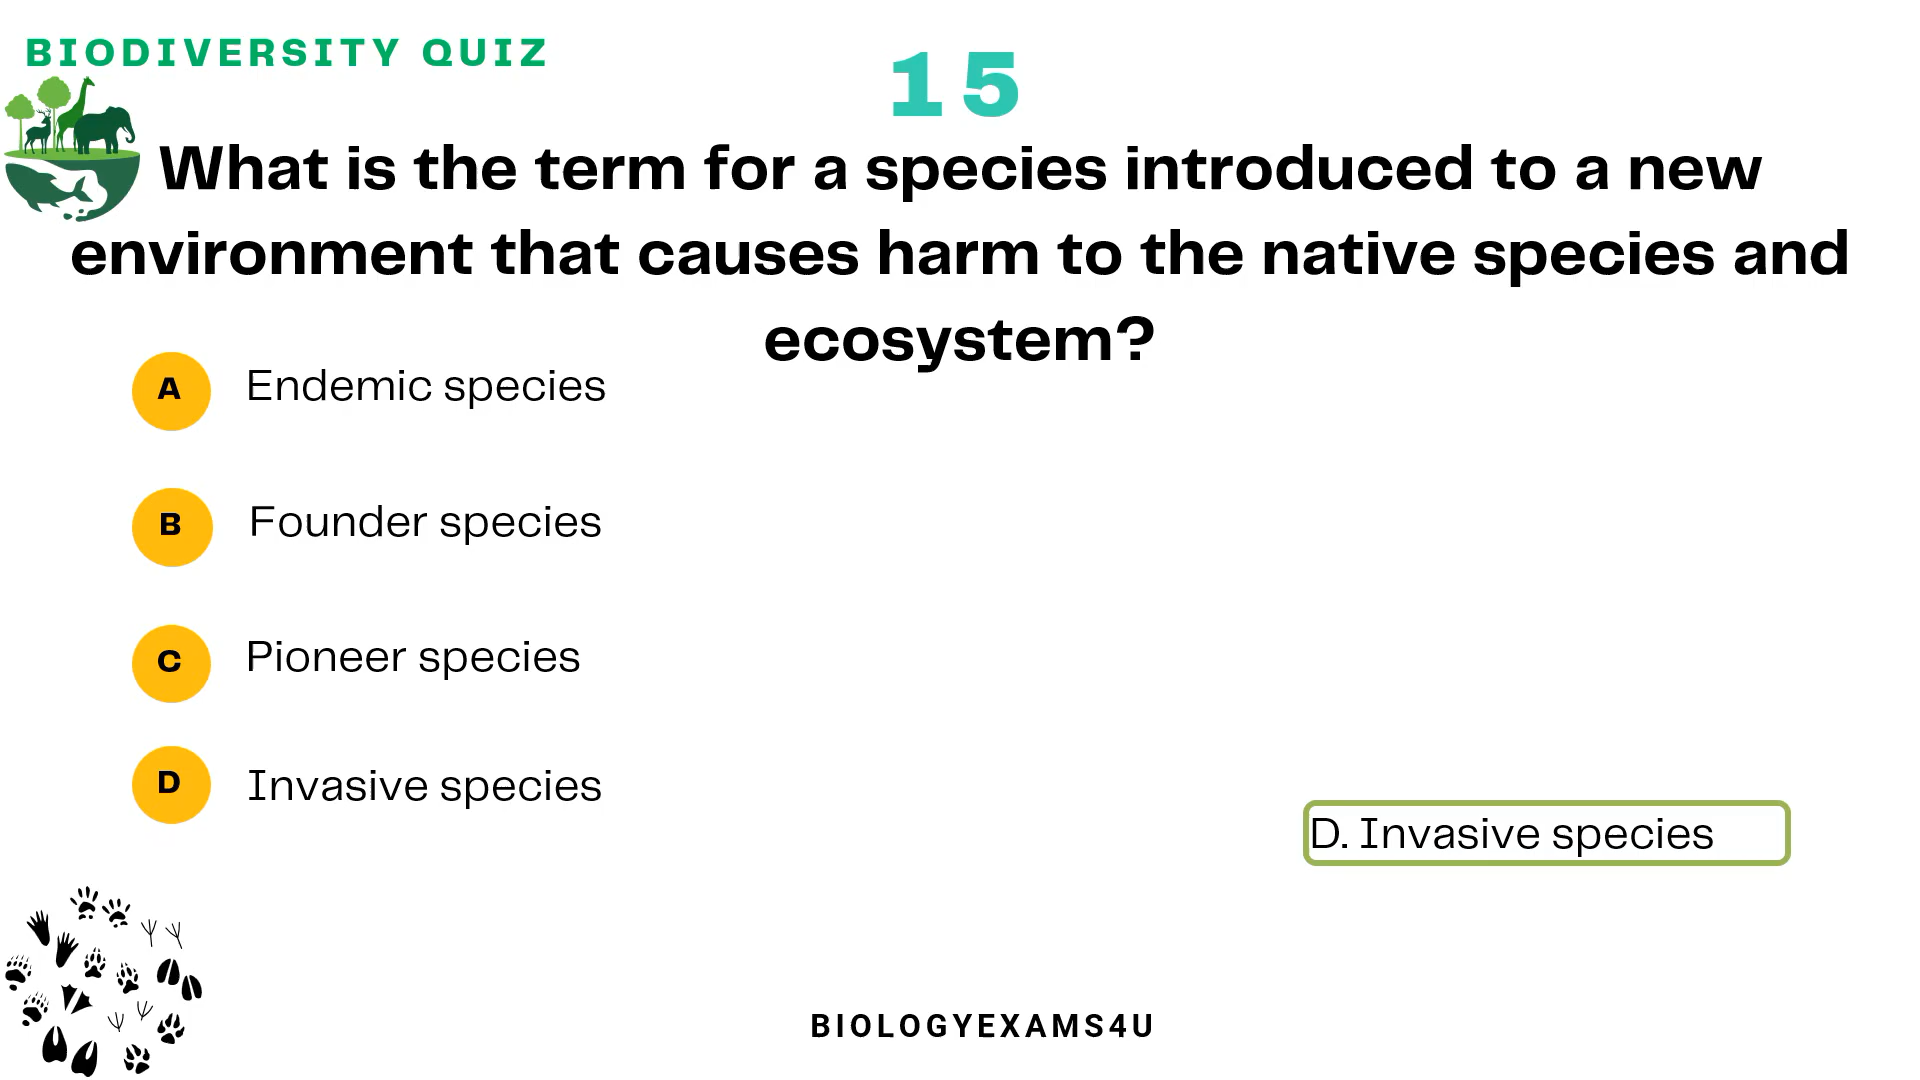 BIODIVERSITY QUIZ
15
What is the term for a species introduced to a new
environment that causes harm to the native species and
ecosystem?
A Endemic species
B Founder species
C Pioneer species
D Invasive species
D. Invasive species
BIOLOGYEXAMS4U